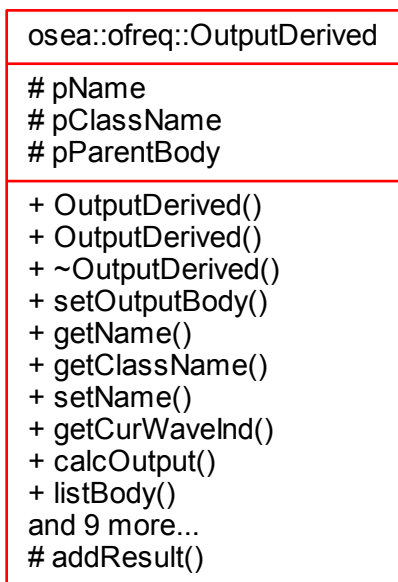 osea::ofreq::OutputDerived
# pName
# pClassName
# pParentBody
+ OutputDerived()
+ OutputDerived()
+ ~OutputDerived()
+ setOutputBody()
+ getName()
+ getClassName()
+ setName()
+ getCurWaveInd()
+ calcOutput()
+ listBody()
and 9 more...
# addResult()